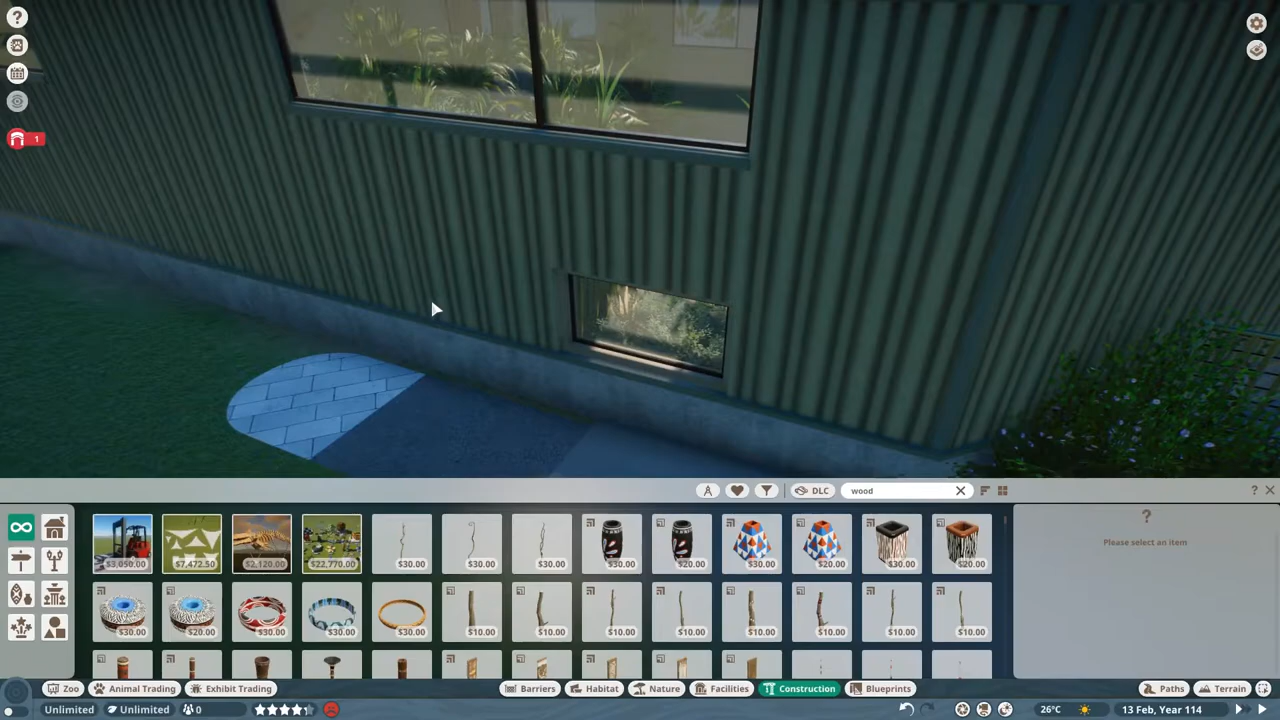 ?
1
DLC
wood
?
$3,050.00
$7,472.50
$2,120.00
$22,770.00
$30.00
$30.00
$30.00
$30.00
$20.00
$30.00
$20.00
$30.00
$20.00
?
Please select an item
$30.00
$20.00
$30.00
$30.00
$30.00
$10.00
$10.00
$10.00
$10.00
$10.00
$10.00
$10.00
$10.00
Zoo
Animal Trading
Exhibit Trading
Barriers
Habitat
Nature
Facilities
Construction
Blueprints
Paths
Terrain
Unlimited
Unlimited
0
26°C
13 Feb, Year 114